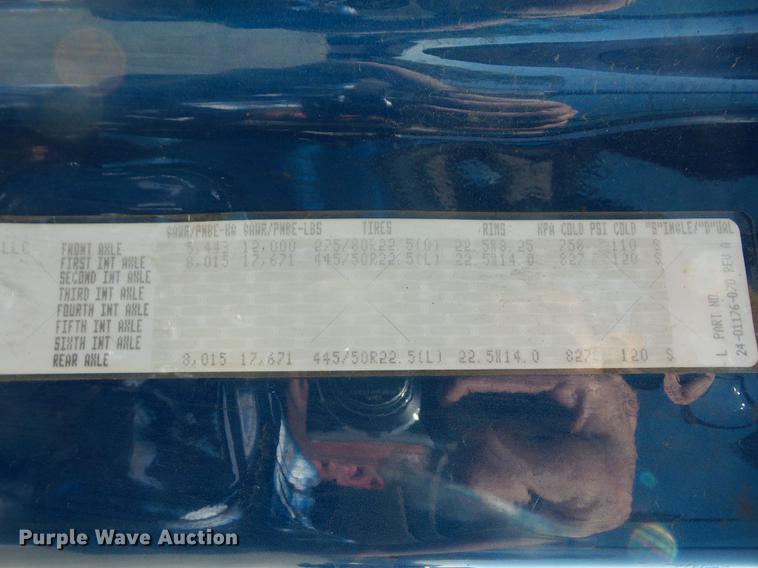 GAWR/PNBE-KG GAWR/PNBE-LBS TIRES RIMS KPA COLD PSI COLD "S"INGLE/"D"UAL
FRONT AXLE 5,443 12,000 275/80R22.5(G) 22.5X8.25 758 110 S
FIRST INT AXLE 8,015 17,671 445/50R22.5(L) 22.5X14.0 827 120 S
SECOND INT AXLE
THIRD INT AXLE
FOURTH INT AXLE
FIFTH INT AXLE
SIXTH INT AXLE
REAR AXLE 8,015 17,671 445/50R22.5(L) 22.5X14.0 827 120 S
L PART NO.
24-01176-070 REV A
Purple Wave Auction